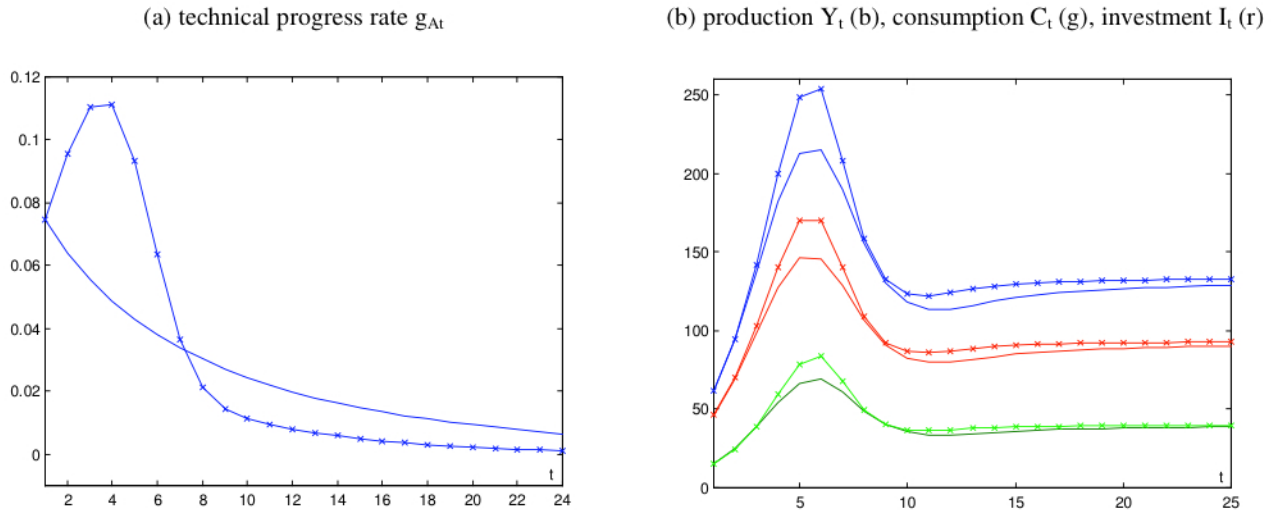 (a) technical progress rate g_At
0.12
0.1
0.08
0.06
0.04
0.02
0
2 4 6 8 10 12 14 16 18 20 22 24
t
(b) production Y_t (b), consumption C_t (g), investment I_t (r)
250
200
150
100
50
0
5 10 15 20 25
t